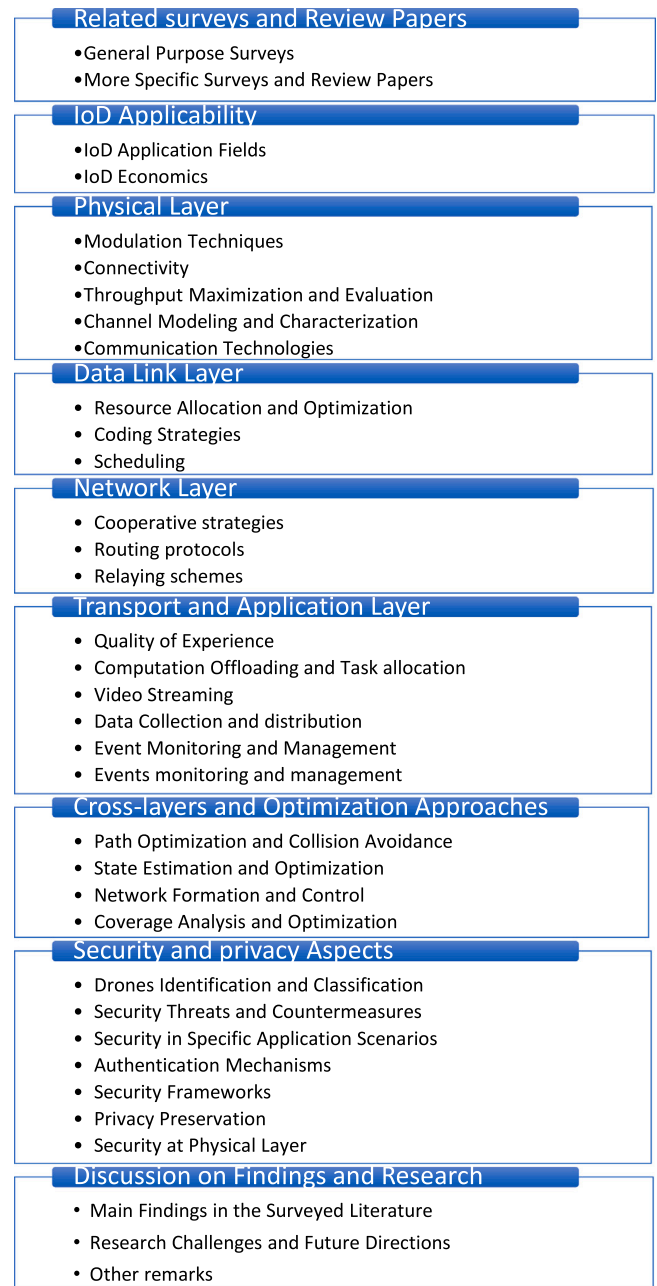 Related surveys and Review Papers
•General Purpose Surveys
•More Specific Surveys and Review Papers
IoD Applicability
•IoD Application Fields
•IoD Economics
Physical Layer
•Modulation Techniques
•Connectivity
•Throughput Maximization and Evaluation
•Channel Modeling and Characterization
•Communication Technologies
Data Link Layer
• Resource Allocation and Optimization
• Coding Strategies
• Scheduling
Network Layer
• Cooperative strategies
• Routing protocols
• Relaying schemes
Transport and Application Layer
• Quality of Experience
• Computation Offloading and Task allocation
• Video Streaming
• Data Collection and distribution
• Event Monitoring and Management
• Events monitoring and management
Cross-layers and Optimization Approaches
• Path Optimization and Collision Avoidance
• State Estimation and Optimization
• Network Formation and Control
• Coverage Analysis and Optimization
Security and privacy Aspects
• Drones Identification and Classification
• Security Threats and Countermeasures
• Security in Specific Application Scenarios
• Authentication Mechanisms
• Security Frameworks
• Privacy Preservation
• Security at Physical Layer
Discussion on Findings and Research
• Main Findings in the Surveyed Literature
• Research Challenges and Future Directions
• Other remarks